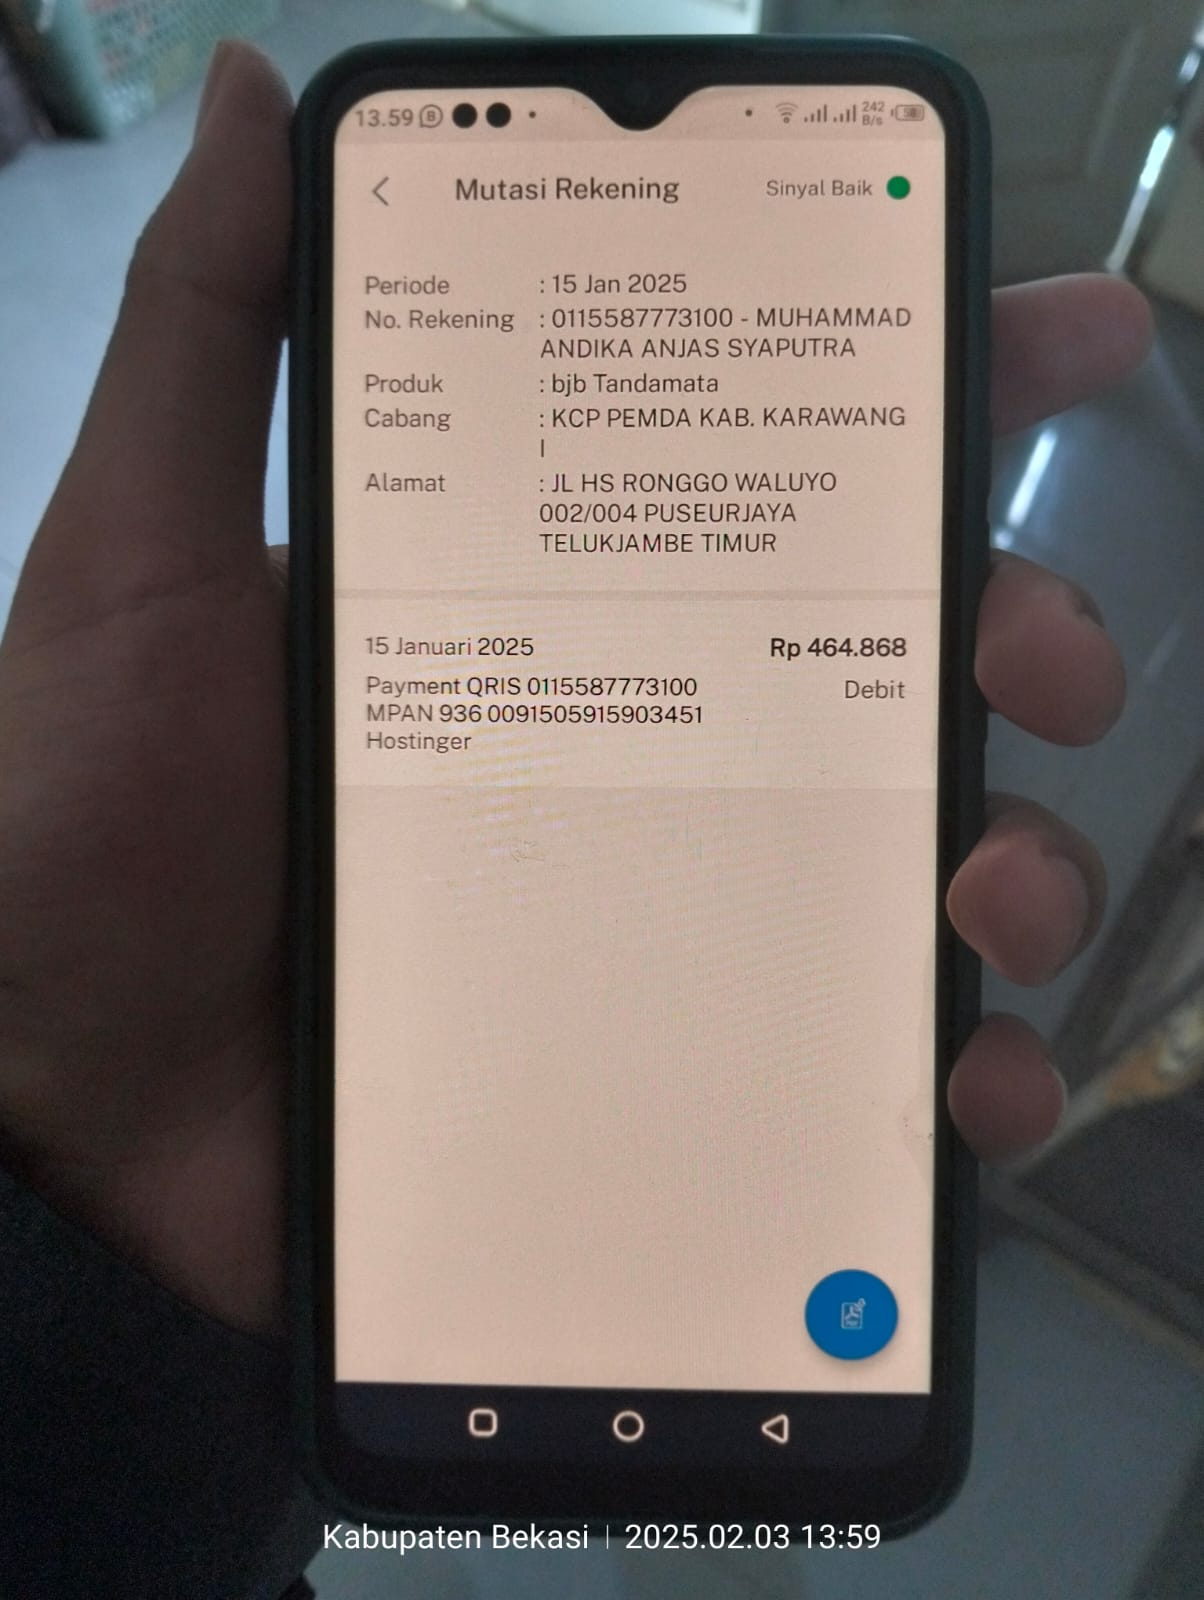 13.59 B 242 B/s 58
Mutasi Rekening Sinyal Baik
Periode : 15 Jan 2025
No. Rekening : 0115587773100 - MUHAMMAD
ANDIKA ANJAS SYAPUTRA
Produk : bjb Tandamata
Cabang : KCP PEMDA KAB. KARAWANG
I
Alamat : JL HS RONGGO WALUYO
002/004 PUSEURJAYA
TELUKJAMBE TIMUR
15 Januari 2025 Rp 464.868
Payment QRIS 0115587773100 Debit
MPAN 936 0091505915903451
Hostinger
Kabupaten Bekasi | 2025.02.03 13:59